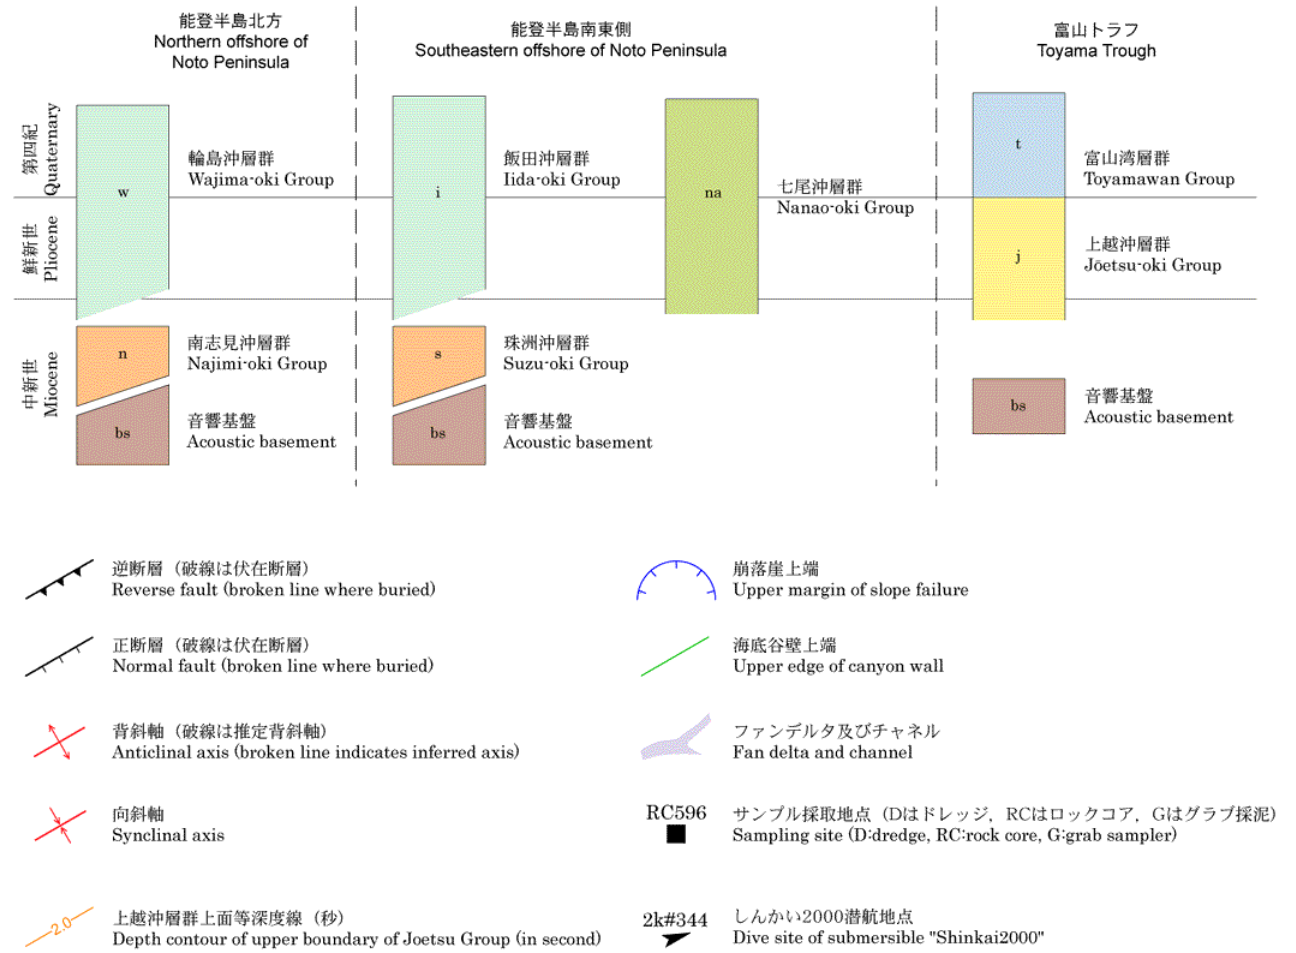 能登半島北方
Northern offshore of
Noto Peninsula
能登半島南東側
Southeastern offshore of Noto Peninsula
富山トラフ
Toyama Trough
第四紀
Quaternary
鮮新世
Pliocene
中新世
Miocene
w
輪島沖層群
Wajima-oki Group
n
南志見沖層群
Najimi-oki Group
bs
音響基盤
Acoustic basement
i
飯田沖層群
Iida-oki Group
s
珠洲沖層群
Suzu-oki Group
bs
音響基盤
Acoustic basement
na
七尾沖層群
Nanao-oki Group
t
富山湾層群
Toyamawan Group
j
上越沖層群
Jōetsu-oki Group
bs
音響基盤
Acoustic basement
逆断層（破線は伏在断層）
Reverse fault (broken line where buried)
正断層（破線は伏在断層）
Normal fault (broken line where buried)
背斜軸（破線は推定背斜軸）
Anticlinal axis (broken line indicates inferred axis)
向斜軸
Synclinal axis
2.0
上越沖層群上面等深度線（秒）
Depth contour of upper boundary of Joetsu Group (in second)
崩落崖上端
Upper margin of slope failure
海底谷壁上端
Upper edge of canyon wall
ファンデルタ及びチャネル
Fan delta and channel
RC596
サンプル採取地点（Dはドレッジ，RCはロックコア，Gはグラブ採泥）
Sampling site (D:dredge, RC:rock core, G:grab sampler)
2k#344
しんかい2000潜航地点
Dive site of submersible "Shinkai2000"